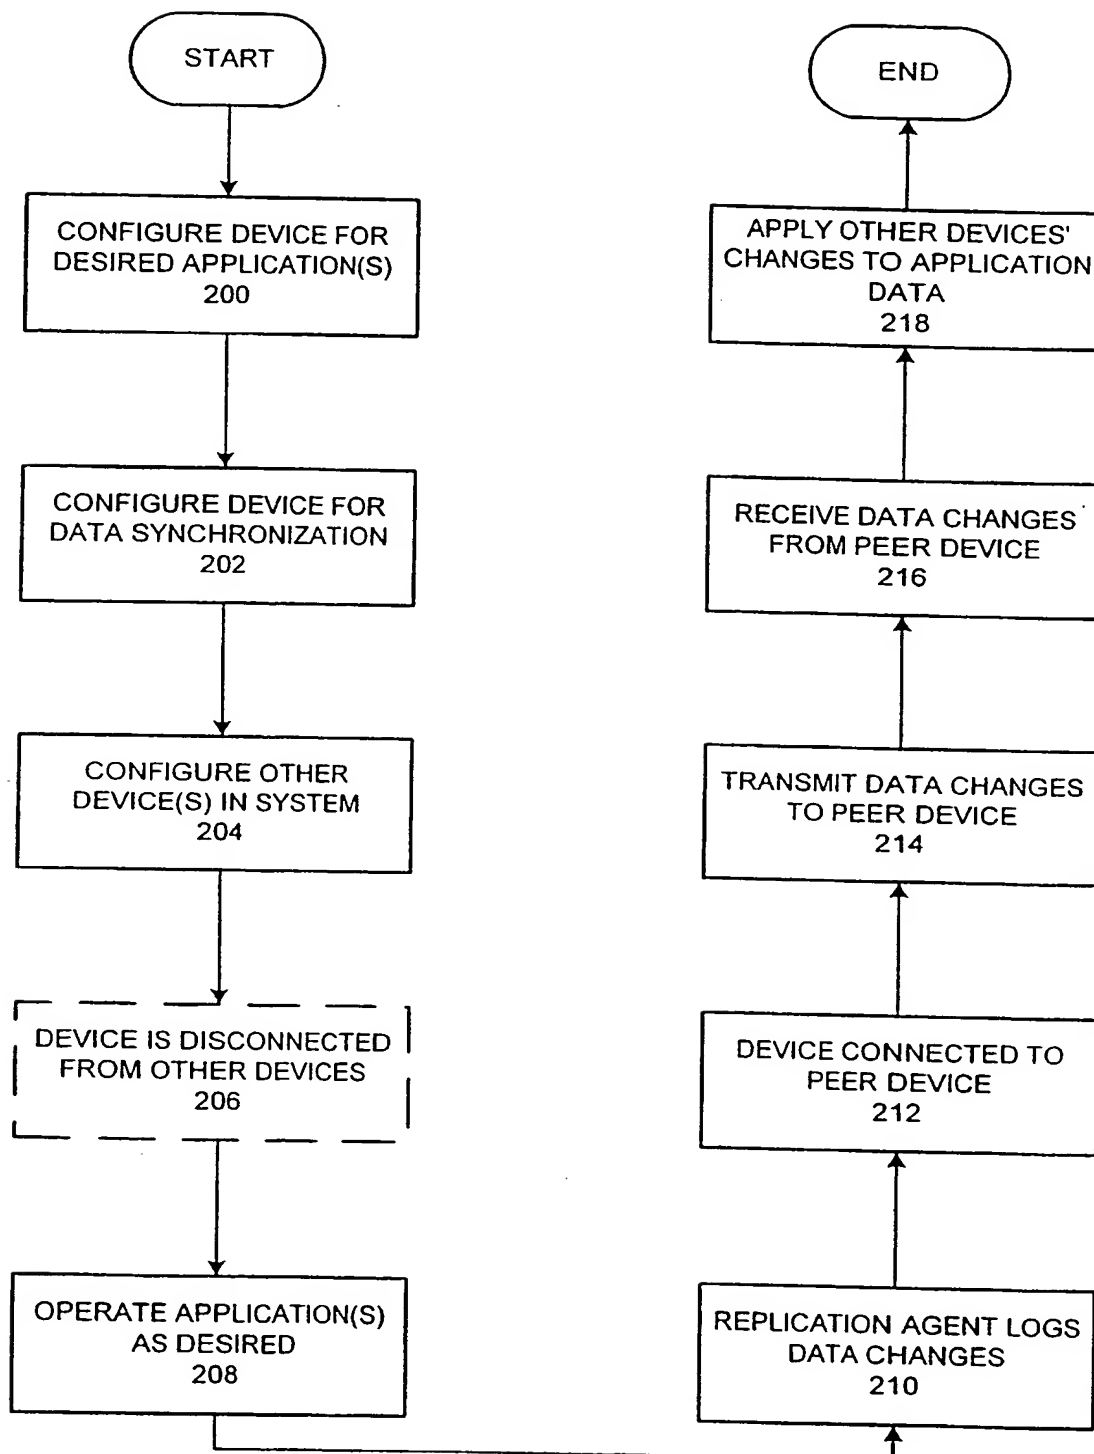 START
CONFIGURE DEVICE FOR
DESIRED APPLICATION(S)
200
CONFIGURE DEVICE FOR
DATA SYNCHRONIZATION
202
CONFIGURE OTHER
DEVICE(S) IN SYSTEM
204
DEVICE IS DISCONNECTED
FROM OTHER DEVICES
206
OPERATE APPLICATION(S)
AS DESIRED
208
REPLICATION AGENT LOGS
DATA CHANGES
210
DEVICE CONNECTED TO
PEER DEVICE
212
TRANSMIT DATA CHANGES
TO PEER DEVICE
214
RECEIVE DATA CHANGES
FROM PEER DEVICE
216
APPLY OTHER DEVICES'
CHANGES TO APPLICATION
DATA
218
END